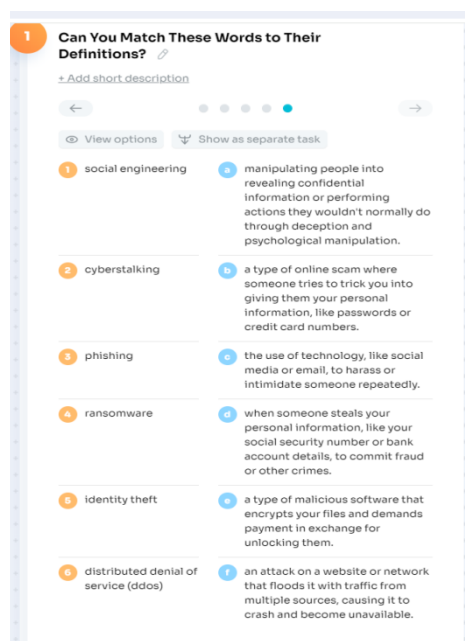 1
Can You Match These Words to Their
Definitions?
+ Add short description
View options
Show as separate task
1 social engineering
a manipulating people into
revealing confidential
information or performing
actions they wouldn't normally do
through deception and
psychological manipulation.
2 cyberstalking
b a type of online scam where
someone tries to trick you into
giving them your personal
information, like passwords or
credit card numbers.
3 phishing
c the use of technology, like social
media or email, to harass or
intimidate someone repeatedly.
4 ransomware
d when someone steals your
personal information, like your
social security number or bank
account details, to commit fraud
or other crimes.
5 identity theft
e a type of malicious software that
encrypts your files and demands
payment in exchange for
unlocking them.
6 distributed denial of
service (ddos)
f an attack on a website or network
that floods it with traffic from
multiple sources, causing it to
crash and become unavailable.